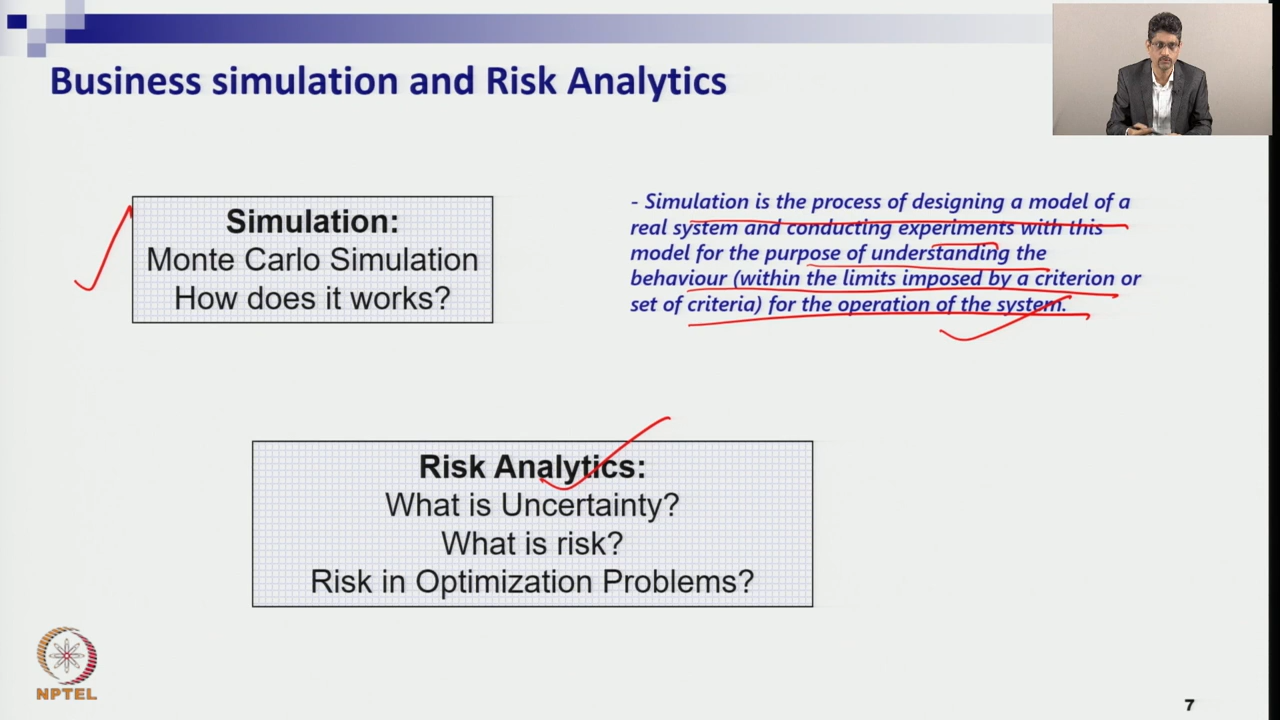 Business simulation and Risk Analytics
Simulation:
Monte Carlo Simulation
How does it works?
- Simulation is the process of designing a model of a
real system and conducting experiments with this
model for the purpose of understanding the
behaviour (within the limits imposed by a criterion or
set of criteria) for the operation of the system.
Risk Analytics:
What is Uncertainty?
What is risk?
Risk in Optimization Problems?
NPTEL
7